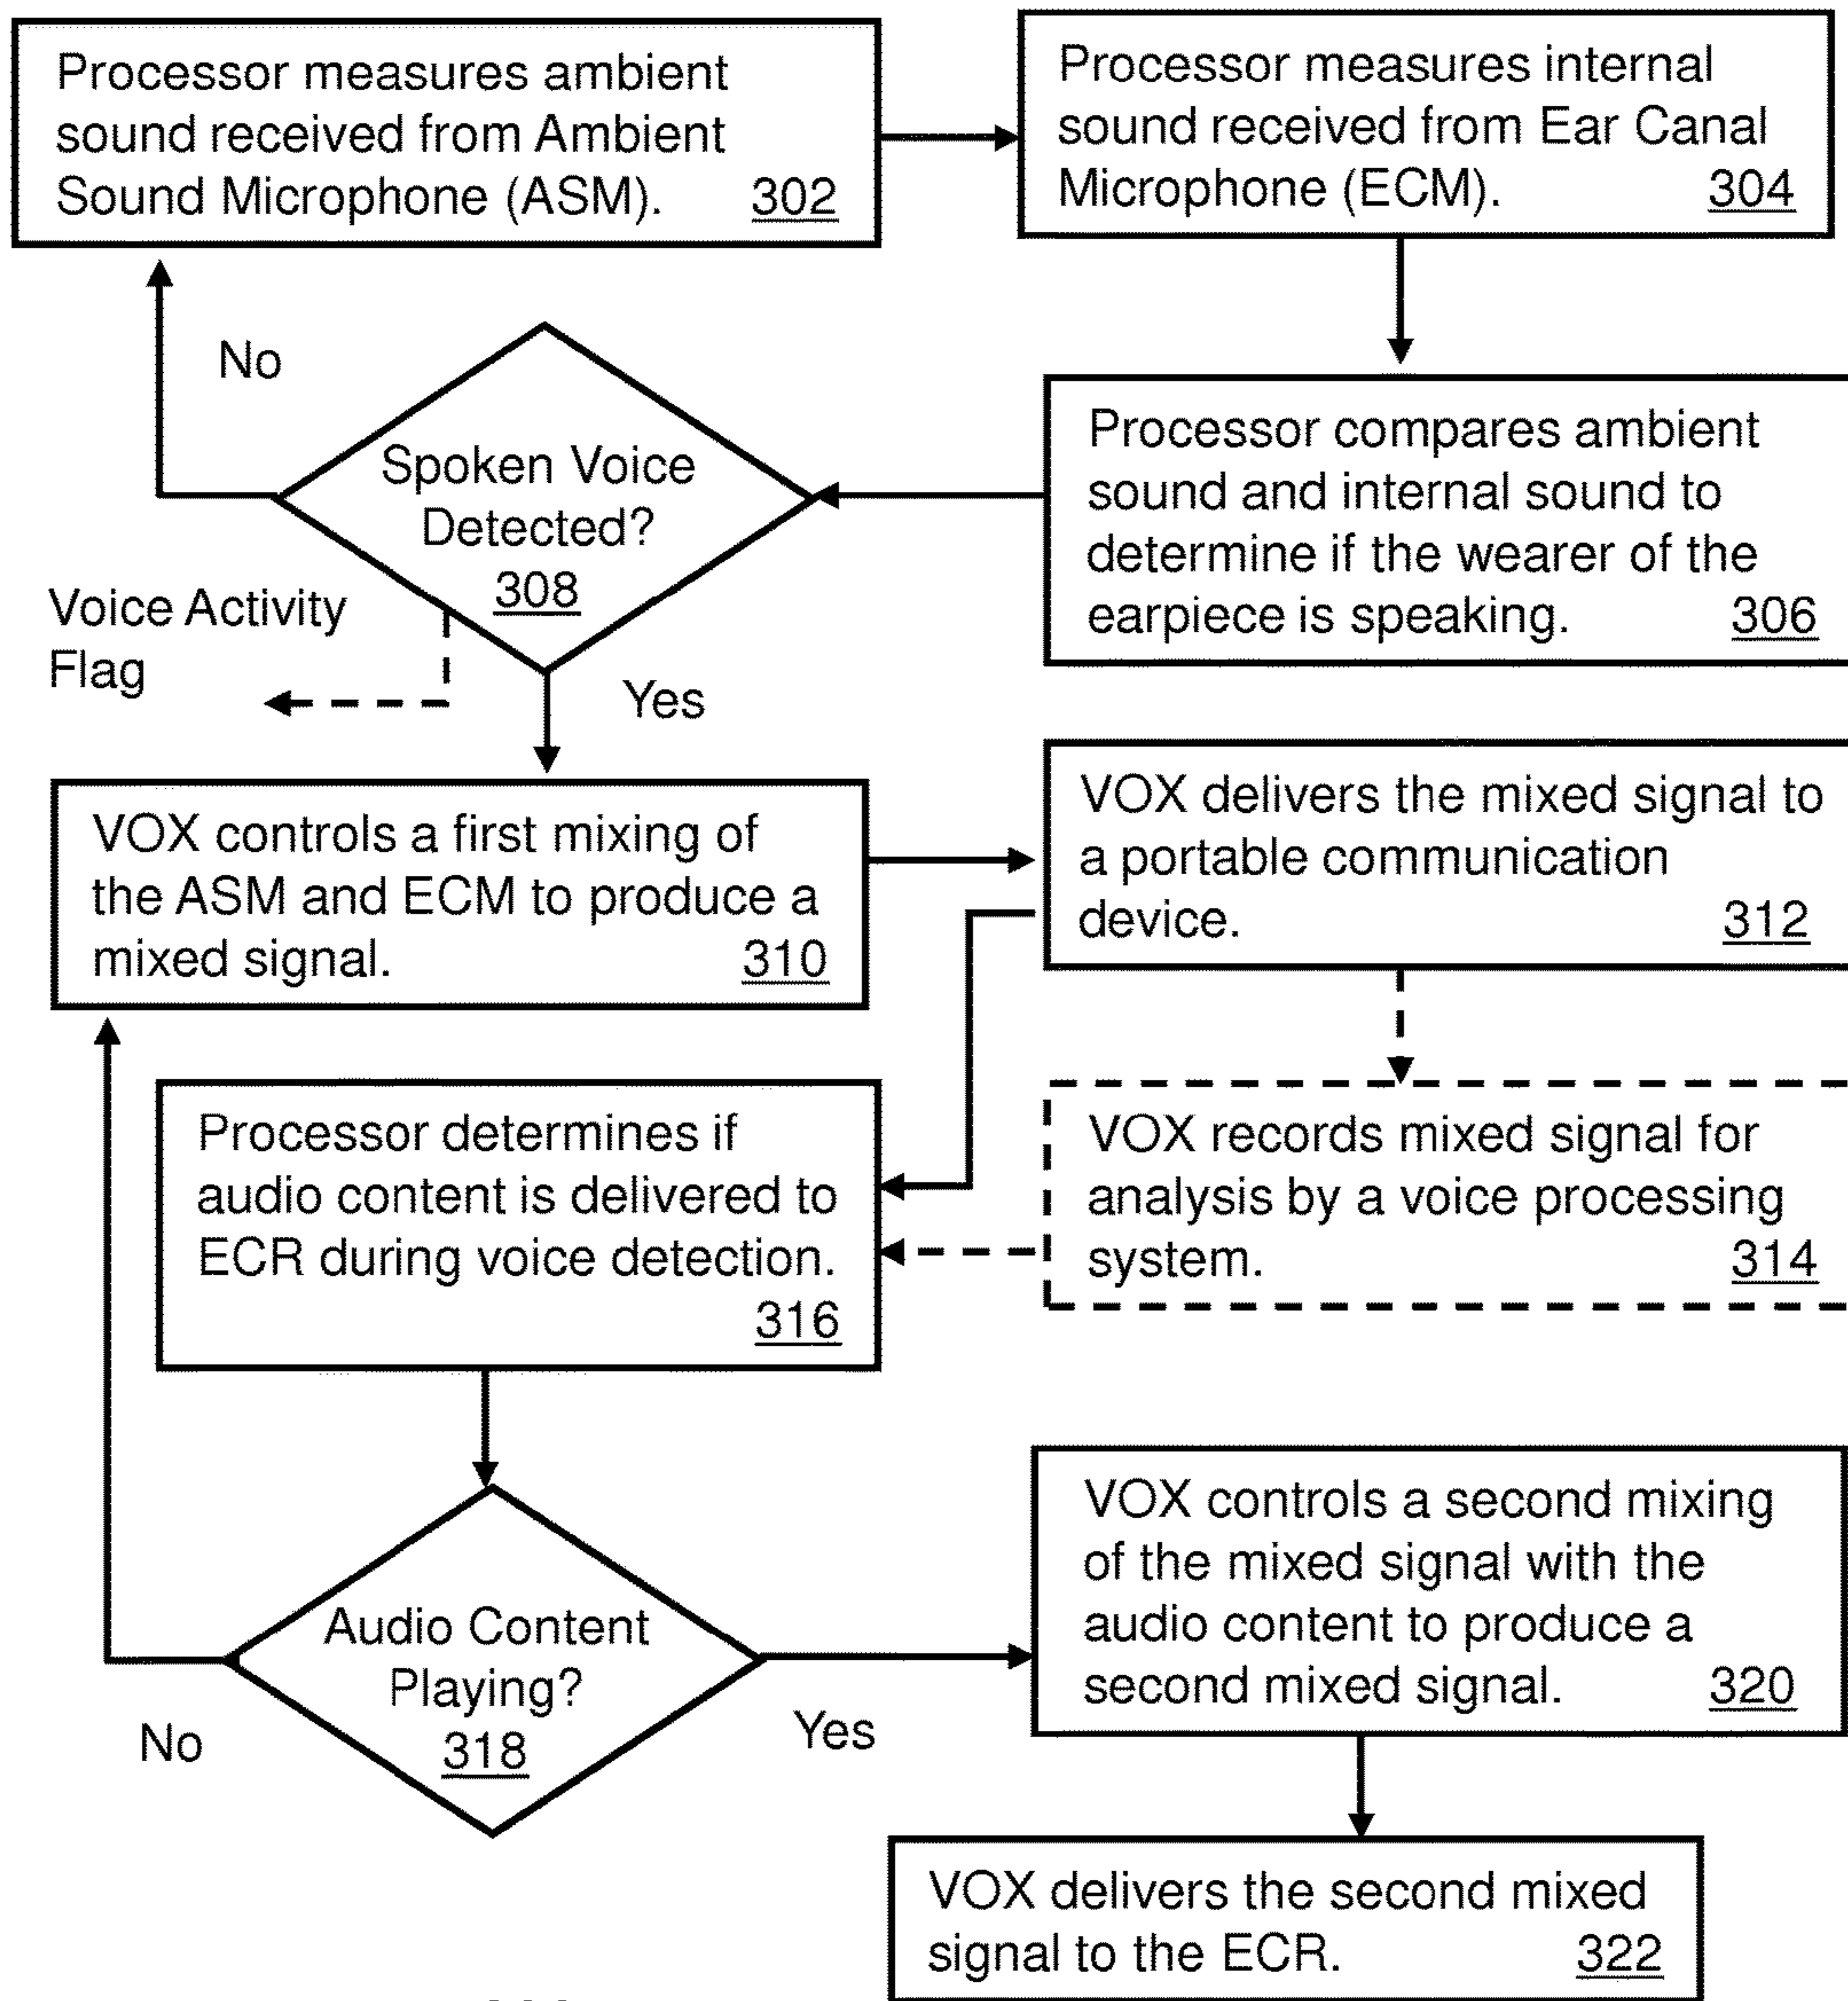 Processor measures ambient
sound received from Ambient
Sound Microphone (ASM). 302
Processor measures internal
sound received from Ear Canal
Microphone (ECM). 304
No
Spoken Voice
Detected?
308
Processor compares ambient
sound and internal sound to
determine if the wearer of the
earpiece is speaking. 306
Voice Activity
Flag
Yes
VOX controls a first mixing of
the ASM and ECM to produce a
mixed signal. 310
VOX delivers the mixed signal to
a portable communication
device. 312
Processor determines if
audio content is delivered to
ECR during voice detection.
316
VOX records mixed signal for
analysis by a voice processing
system. 314
Audio Content
Playing?
318
No
Yes
VOX controls a second mixing
of the mixed signal with the
audio content to produce a
second mixed signal. 320
VOX delivers the second mixed
signal to the ECR. 322